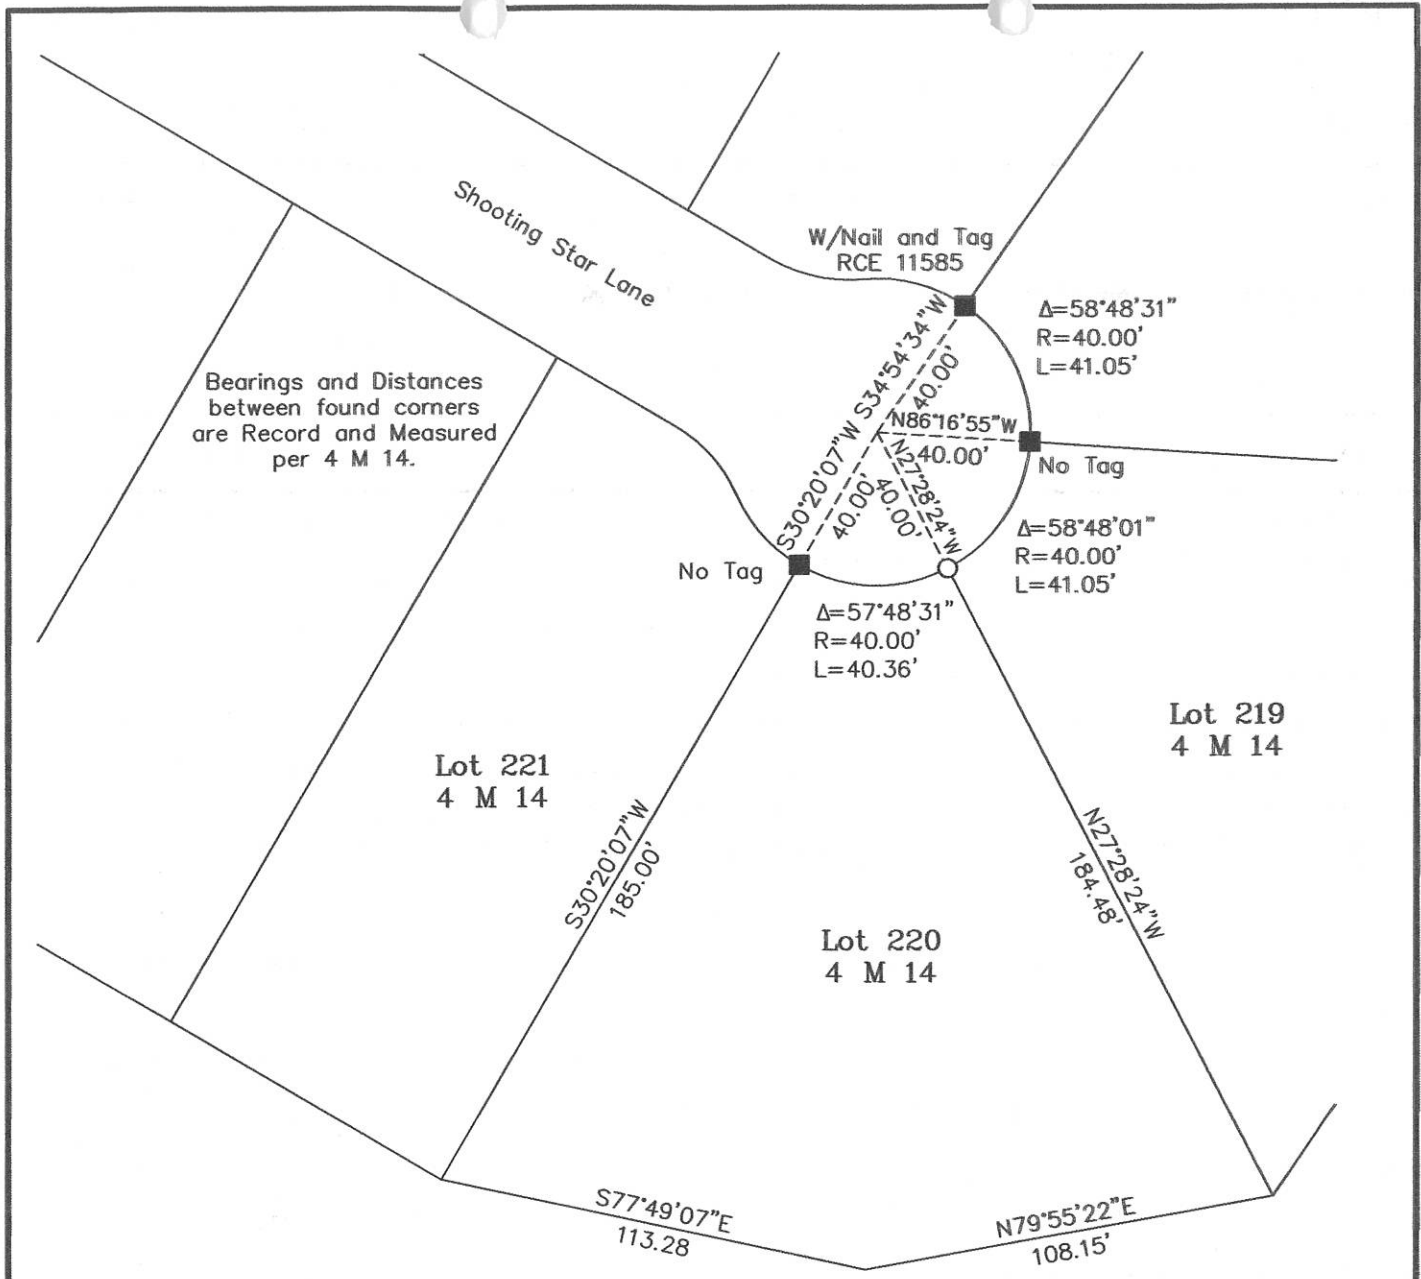 Shooting Star Lane
W/Nail and Tag
RCE 11585
Δ=58°48'31"
R=40.00'
L=41.05'
Bearings and Distances
between found corners
are Record and Measured
per 4 M 14.
S34°54'34"W
40.00'
N86°16'55"W
40.00'
No Tag
S30°20'07"W
40.00'
N27°28'24"W
40.00'
Δ=58°48'01"
R=40.00'
L=41.05'
No Tag
Δ=57°48'31"
R=40.00'
L=40.36'
Lot 219
4 M 14
Lot 221
4 M 14
S30°20'07"W
185.00'
N27°28'24"W
184.48'
Lot 220
4 M 14
S77°49'07"E
113.28
N79°55'22"E
108.15'